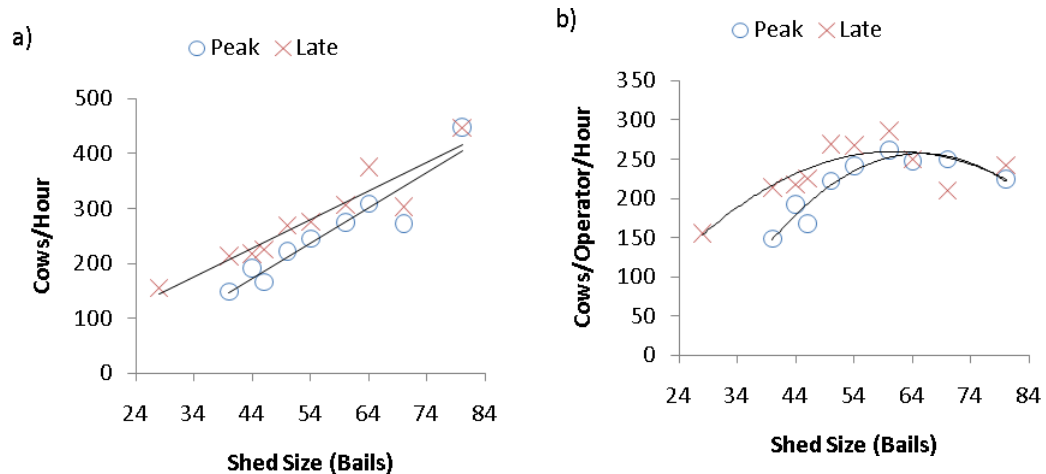 a)
Peak Late
500
400
300
200
100
0
Cows/Hour
24 34 44 54 64 74 84
Shed Size (Bails)
b)
Peak Late
350
300
250
200
150
100
50
0
Cows/Operator/Hour
24 34 44 54 64 74 84
Shed Size (Bails)